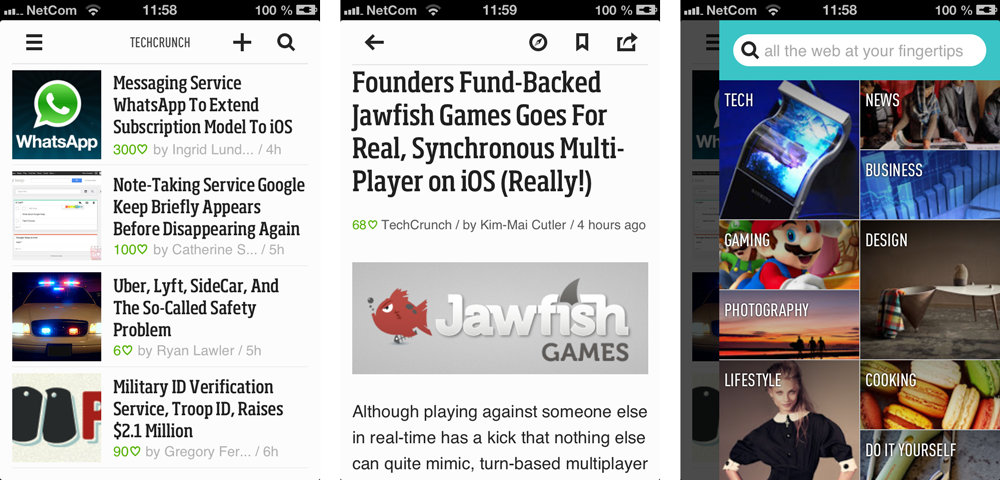 NetCom 11:58 100 %
TECHCRUNCH
WhatsApp
Messaging Service
WhatsApp To Extend
Subscription Model To iOS
300 by Ingrid Lund... / 4h
Note-Taking Service Google
Keep Briefly Appears
Before Disappearing Again
100 by Catherine S... / 5h
Uber, Lyft, SideCar, And
The So-Called Safety
Problem
6 by Ryan Lawler / 5h
Military ID Verification
Service, Troop ID, Raises
$2.1 Million
90 by Gregory Fer... / 6h
NetCom 11:59 100 %
Founders Fund-Backed
Jawfish Games Goes For
Real, Synchronous Multi-
Player on iOS (Really!)
68 TechCrunch / by Kim-Mai Cutler / 4 hours ago
Jawfish
GAMES
Although playing against someone else
in real-time has a kick that nothing else
can quite mimic, turn-based multiplayer
NetCom 11:58 100 %
all the web at your fingertips
TECH
NEWS
BUSINESS
GAMING
DESIGN
PHOTOGRAPHY
LIFESTYLE
COOKING
DO IT YOURSELF